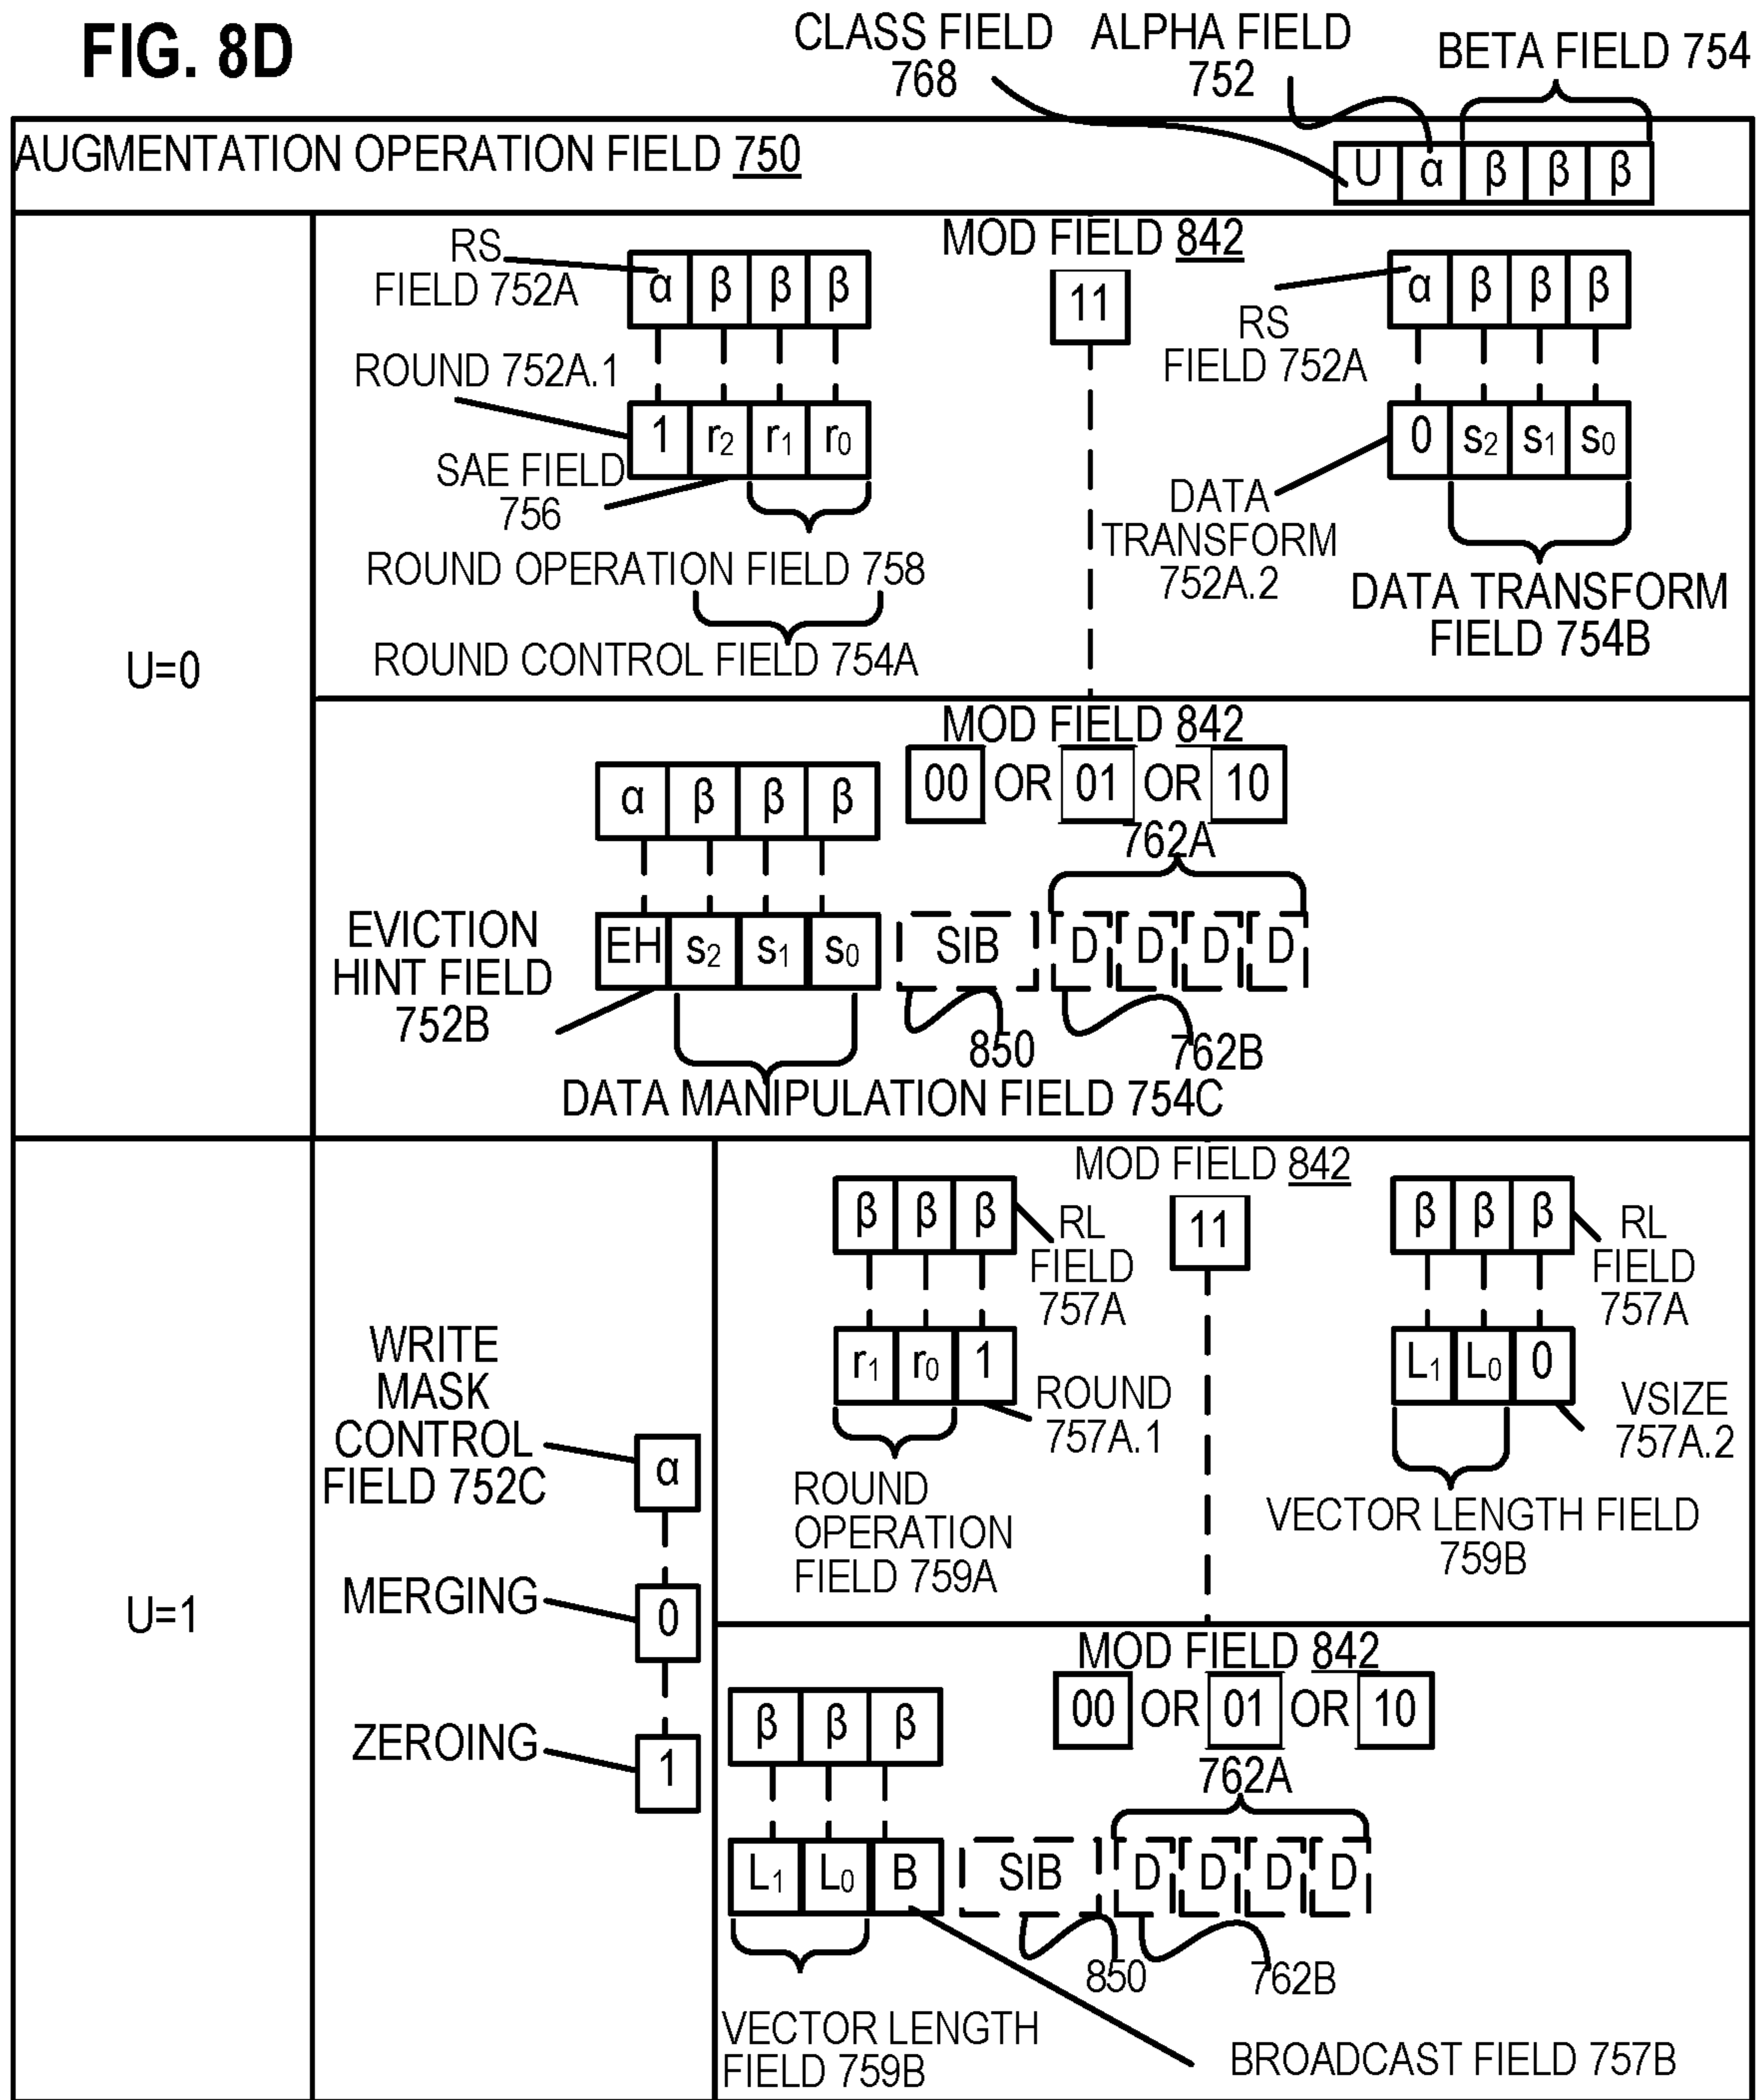 FIG. 8D
CLASS FIELD
768
ALPHA FIELD
752
BETA FIELD 754
AUGMENTATION OPERATION FIELD 750
U α β β β
U=0
MOD FIELD 842
11
RS
FIELD 752A
α β β β
ROUND 752A.1
1 r2 r1 r0
SAE FIELD
756
ROUND OPERATION FIELD 758
ROUND CONTROL FIELD 754A
α β β β
RS
FIELD 752A
0 s2 s1 s0
DATA
TRANSFORM
752A.2
DATA TRANSFORM
FIELD 754B
MOD FIELD 842
00 OR 01 OR 10
α β β β
762A
EVICTION
HINT FIELD
752B
EH s2 s1 s0 SIB D D D D
850
762B
DATA MANIPULATION FIELD 754C
U=1
WRITE
MASK
CONTROL
FIELD 752C
α
MERGING
0
ZEROING
1
MOD FIELD 842
11
β β β
RL
FIELD
757A
r1 r0 1
ROUND
757A.1
ROUND
OPERATION
FIELD 759A
β β β
RL
FIELD
757A
L1 L0 0
VSIZE
757A.2
VECTOR LENGTH FIELD
759B
MOD FIELD 842
00 OR 01 OR 10
β β β
762A
L1 L0 B SIB D D D D
850
762B
VECTOR LENGTH
FIELD 759B
BROADCAST FIELD 757B